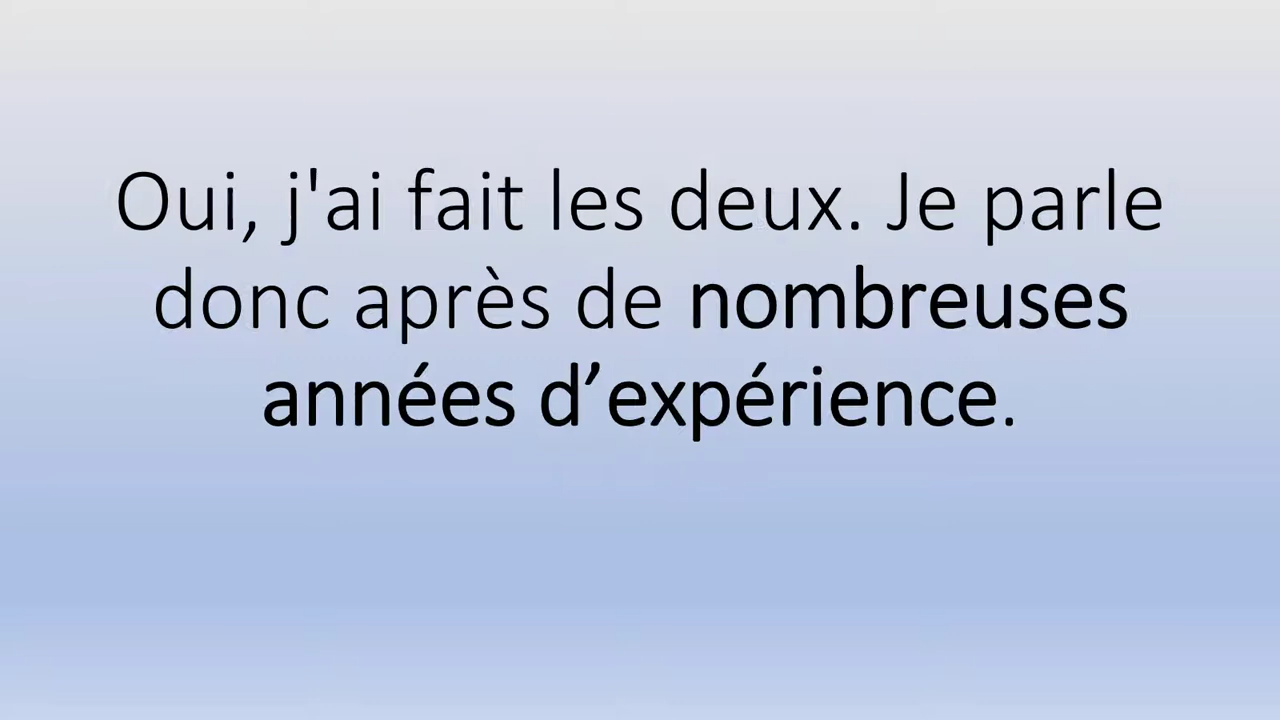 Oui, j'ai fait les deux. Je parle
donc après de nombreuses
années d’expérience.